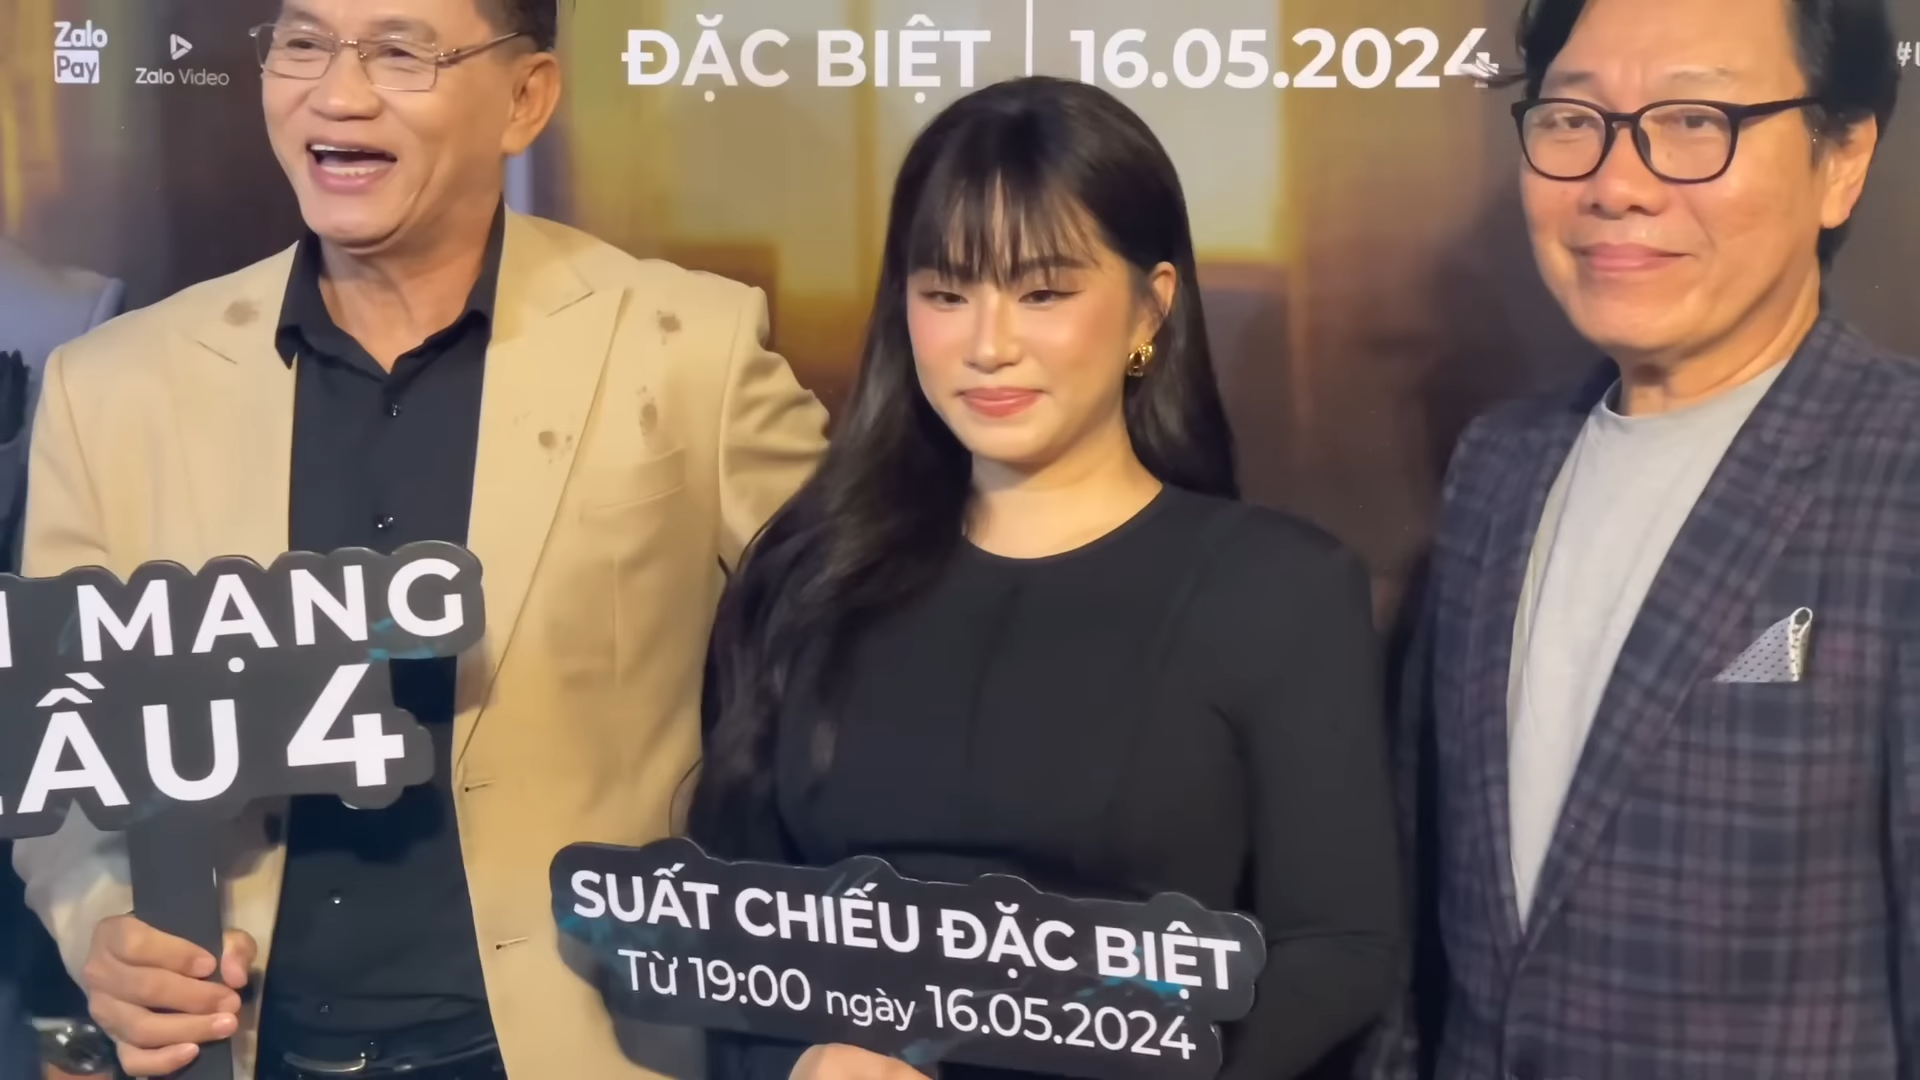 Zalo
Pay
Zalo Video
ĐẶC BIỆT | 16.05.2024
MẠNG
ẦU 4
SUẤT CHIẾU ĐẶC BIỆT
Từ 19:00 ngày 16.05.2024